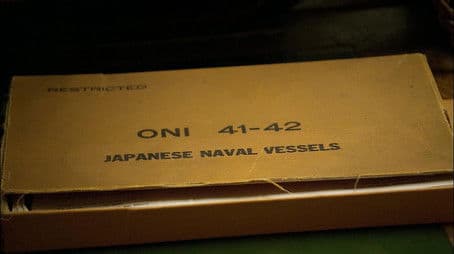 RESTRICTED
ONI 41-42
JAPANESE NAVAL VESSELS